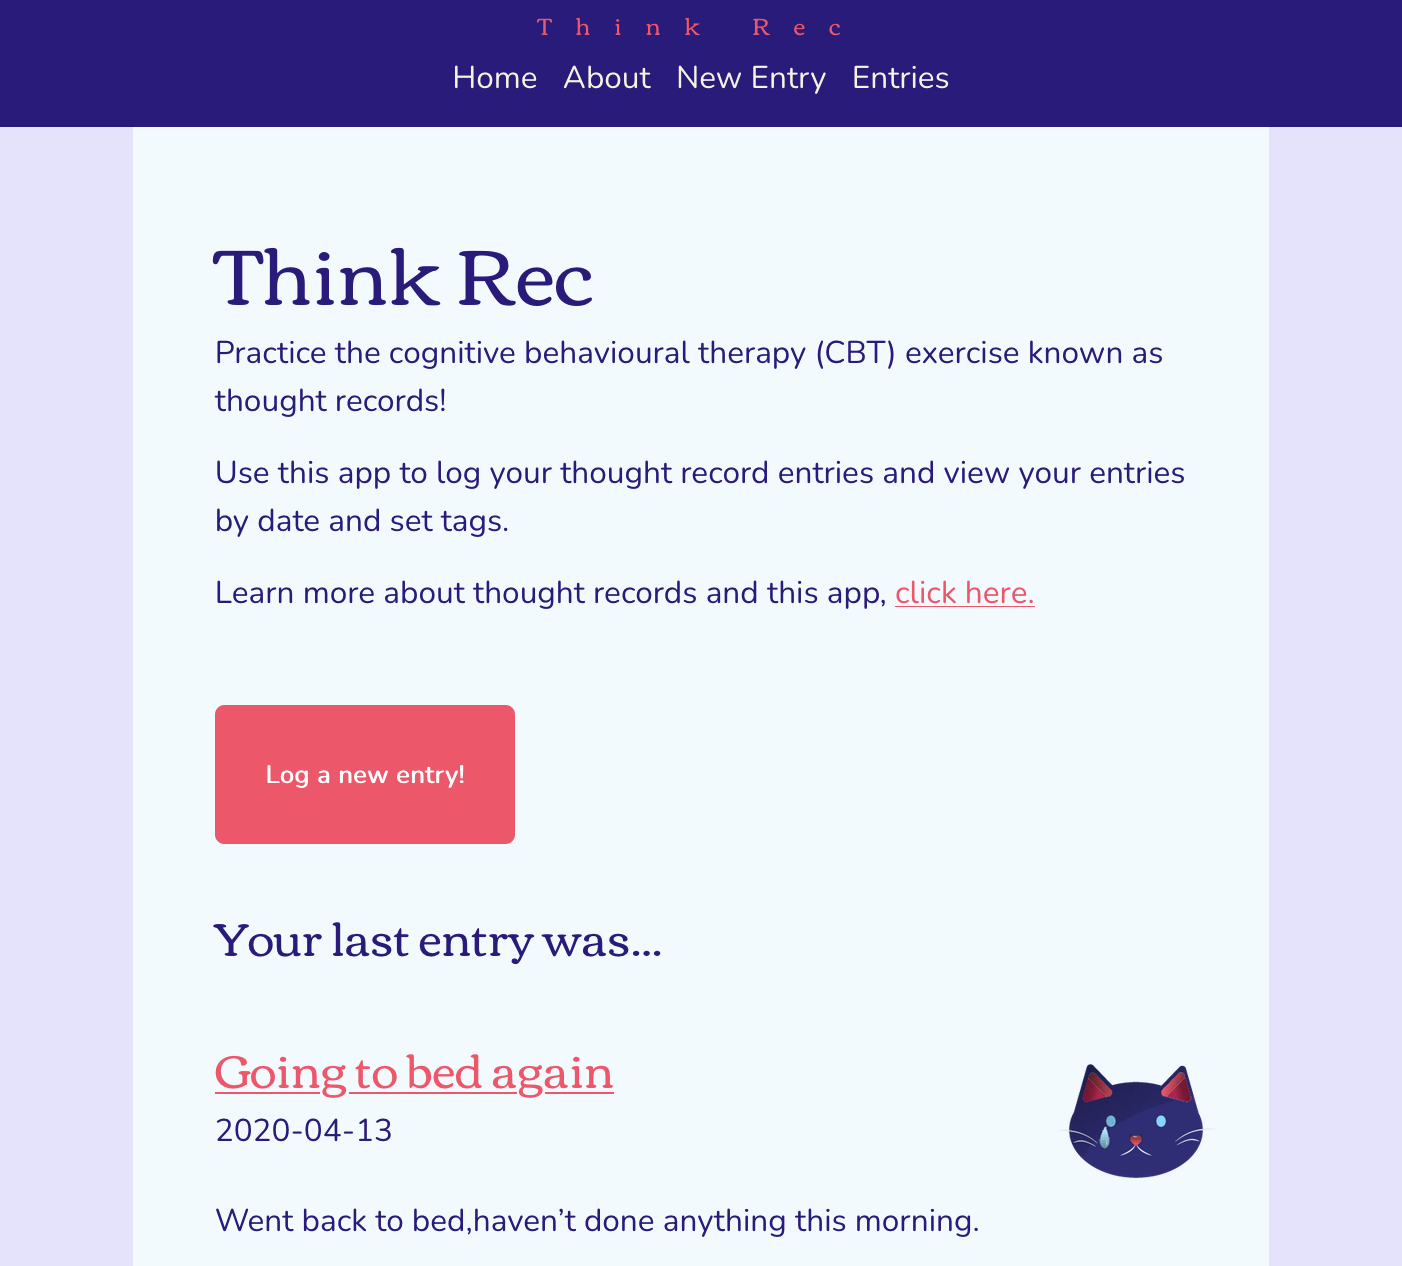 Think Rec
Home About New Entry Entries
Think Rec
Practice the cognitive behavioural therapy (CBT) exercise known as
thought records!
Use this app to log your thought record entries and view your entries
by date and set tags.
Learn more about thought records and this app, click here.
Log a new entry!
Your last entry was...
Going to bed again
2020-04-13
Went back to bed,haven’t done anything this morning.